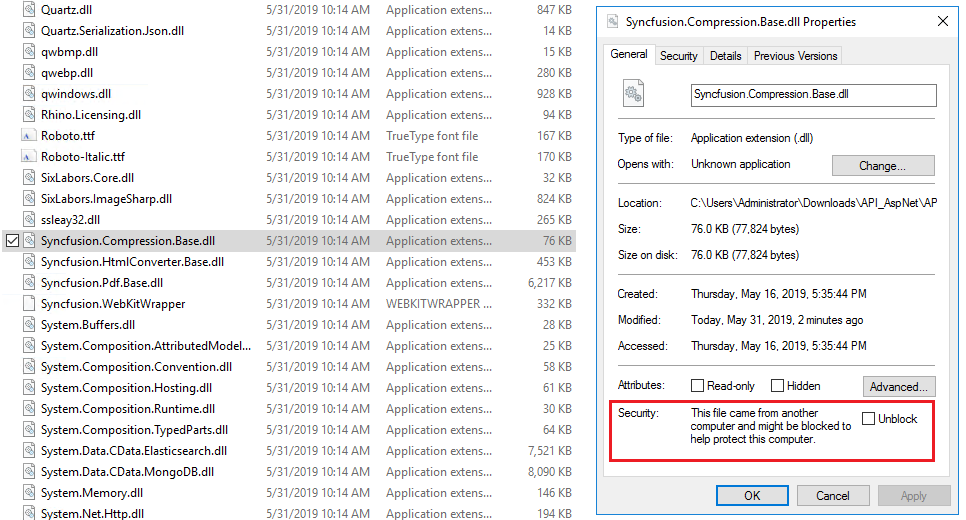 Quartz.dll 5/31/2019 10:14 AM Application extens... 847 KB
Quartz.Serialization.Json.dll 5/31/2019 10:14 AM Application extens... 14 KB
qwbmp.dll 5/31/2019 10:14 AM Application extens... 15 KB
qwebp.dll 5/31/2019 10:14 AM Application extens... 280 KB
qwindows.dll 5/31/2019 10:14 AM Application extens... 928 KB
Rhino.Licensing.dll 5/31/2019 10:14 AM Application extens... 94 KB
Roboto.ttf 5/31/2019 10:14 AM TrueType font file 167 KB
Roboto-Italic.ttf 5/31/2019 10:14 AM TrueType font file 170 KB
SixLabors.Core.dll 5/31/2019 10:14 AM Application extens... 32 KB
SixLabors.ImageSharp.dll 5/31/2019 10:14 AM Application extens... 824 KB
ssleay32.dll 5/31/2019 10:14 AM Application extens... 265 KB
Syncfusion.Compression.Base.dll 5/31/2019 10:14 AM Application extens... 76 KB
Syncfusion.HtmlConverter.Base.dll 5/31/2019 10:14 AM Application extens... 453 KB
Syncfusion.Pdf.Base.dll 5/31/2019 10:14 AM Application extens... 6,217 KB
Syncfusion.WebKitWrapper 5/31/2019 10:14 AM WEBKITWRAPPER ... 332 KB
System.Buffers.dll 5/31/2019 10:14 AM Application extens... 28 KB
System.Composition.AttributedModel... 5/31/2019 10:14 AM Application extens... 25 KB
System.Composition.Convention.dll 5/31/2019 10:14 AM Application extens... 58 KB
System.Composition.Hosting.dll 5/31/2019 10:14 AM Application extens... 61 KB
System.Composition.Runtime.dll 5/31/2019 10:14 AM Application extens... 30 KB
System.Composition.TypedParts.dll 5/31/2019 10:14 AM Application extens... 64 KB
System.Data.CData.Elasticsearch.dll 5/31/2019 10:14 AM Application extens... 7,521 KB
System.Data.CData.MongoDB.dll 5/31/2019 10:14 AM Application extens... 8,090 KB
System.Memory.dll 5/31/2019 10:14 AM Application extens... 146 KB
System.Net.Http.dll 5/31/2019 10:14 AM Application extens... 194 KB
Syncfusion.Compression.Base.dll Properties
General Security Details Previous Versions
Syncfusion.Compression.Base.dll
Type of file: Application extension (.dll)
Opens with: Unknown application Change...
Location: C:\Users\Administrator\Downloads\API_AspNet\AP
Size: 76.0 KB (77,824 bytes)
Size on disk: 76.0 KB (77,824 bytes)
Created: Thursday, May 16, 2019, 5:35:44 PM
Modified: Today, May 31, 2019, 2 minutes ago
Accessed: Thursday, May 16, 2019, 5:35:44 PM
Attributes: Read-only Hidden Advanced...
Security: This file came from another Unblock
computer and might be blocked to
help protect this computer.
OK Cancel Apply